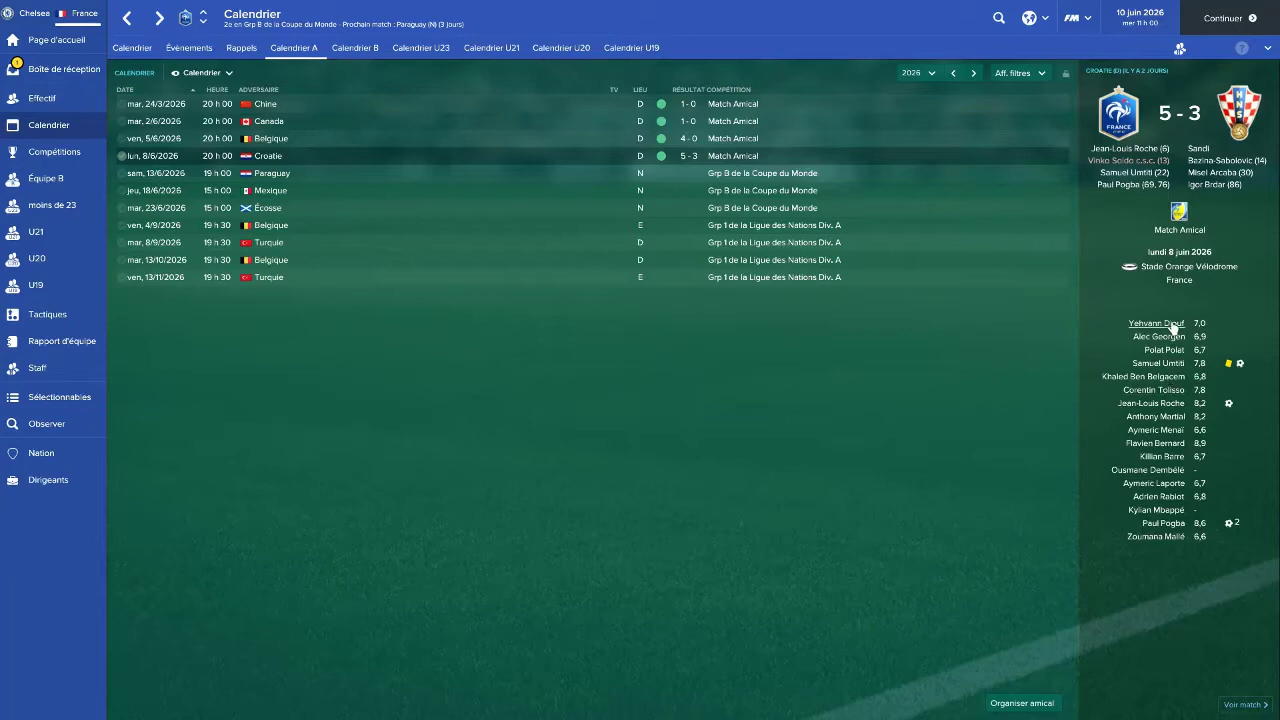 Chelsea France
Calendrier
2e en Grp B de la Coupe du Monde - Prochain match : Paraguay (N) (3 jours)
FM
10 juin 2026
mer 11 h 00
Continuer
Calendrier Évènements Rappels Calendrier A Calendrier B Calendrier U23 Calendrier U21 Calendrier U20 Calendrier U19
Page d'accueil
1
Boîte de réception
Effectif
Calendrier
Compétitions
Équipe B
moins de 23
U21
U20
U19
Tactiques
Rapport d'équipe
Staff
Sélectionnables
Observer
Nation
Dirigeants
CALENDRIER Calendrier 2026 Aff. filtres
DATE HEURE ADVERSAIRE TV LIEU RÉSULTAT COMPÉTITION
mar, 24/3/2026 20 h 00 Chine D 1 - 0 Match Amical
mar, 2/6/2026 20 h 00 Canada D 1 - 0 Match Amical
ven, 5/6/2026 20 h 00 Belgique D 4 - 0 Match Amical
lun, 8/6/2026 20 h 00 Croatie D 5 - 3 Match Amical
sam, 13/6/2026 19 h 00 Paraguay N Grp B de la Coupe du Monde
jeu, 18/6/2026 15 h 00 Mexique N Grp B de la Coupe du Monde
mar, 23/6/2026 15 h 00 Écosse N Grp B de la Coupe du Monde
ven, 4/9/2026 19 h 30 Belgique E Grp 1 de la Ligue des Nations Div. A
mar, 8/9/2026 19 h 30 Turquie D Grp 1 de la Ligue des Nations Div. A
mar, 13/10/2026 19 h 30 Belgique D Grp 1 de la Ligue des Nations Div. A
ven, 13/11/2026 19 h 30 Turquie E Grp 1 de la Ligue des Nations Div. A
Organiser amical
CROATIE (D) (IL Y A 2 JOURS)
FRANCE 5 - 3 HNS
Jean-Louis Roche (6) Sandi
Vinko Soldo c.s.c. (13) Bazina-Sabolovic (14)
Samuel Umtiti (22) Misel Arcaba (30)
Paul Pogba (69, 76) Igor Brdar (86)
Match Amical
lundi 8 juin 2026
Stade Orange Vélodrome
France
Yehvann Diouf 7,0
Alec Georgen 6,9
Polat Polat 6,7
Samuel Umtiti 7,8
Khaled Ben Belgacem 6,8
Corentin Tolisso 7,8
Jean-Louis Roche 8,2
Anthony Martial 8,2
Aymeric Menaï 6,6
Flavien Bernard 8,9
Killian Barre 6,7
Ousmane Dembélé -
Aymeric Laporte 6,7
Adrien Rabiot 6,8
Kylian Mbappé -
Paul Pogba 8,6 2
Zoumana Mallé 6,6
Voir match